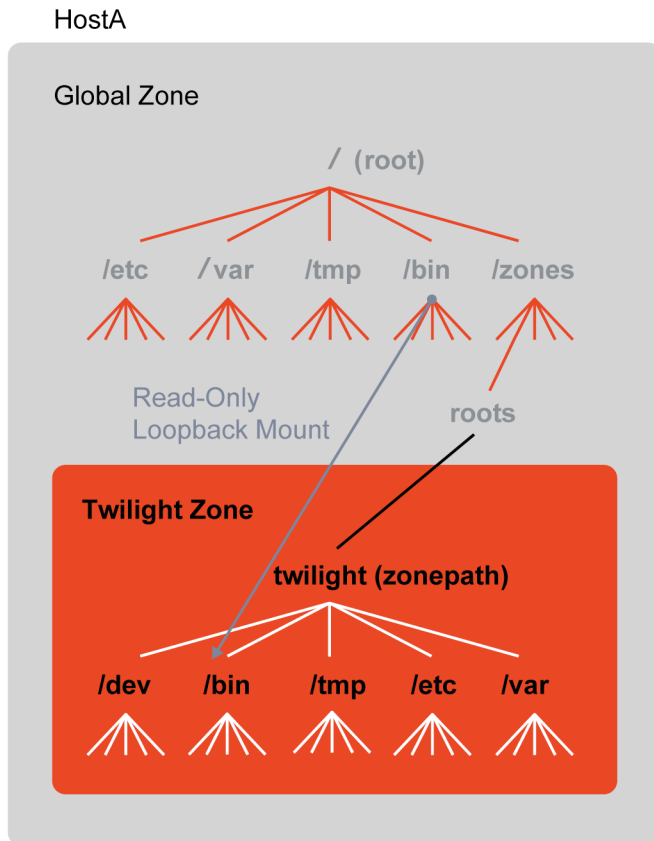 HostA
Global Zone
/ (root)
/etc /var /tmp /bin /zones
Read-Only
Loopback Mount
roots
Twilight Zone
twilight (zonepath)
/dev /bin /tmp /etc /var